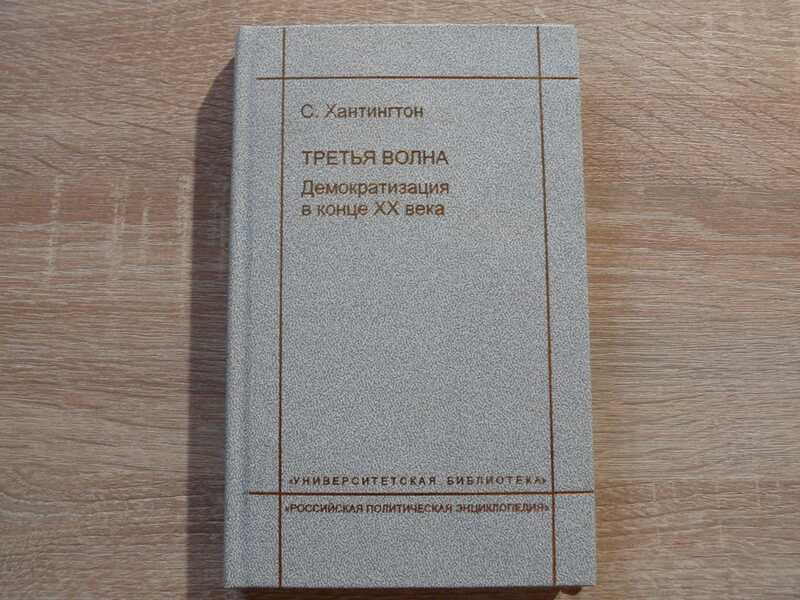 С. Хантингтон
ТРЕТЬЯ ВОЛНА
Демократизация
в конце XX века
«УНИВЕРСИТЕТСКАЯ БИБЛИОТЕКА»
«РОССИЙСКАЯ ПОЛИТИЧЕСКАЯ ЭНЦИКЛОПЕДИЯ»